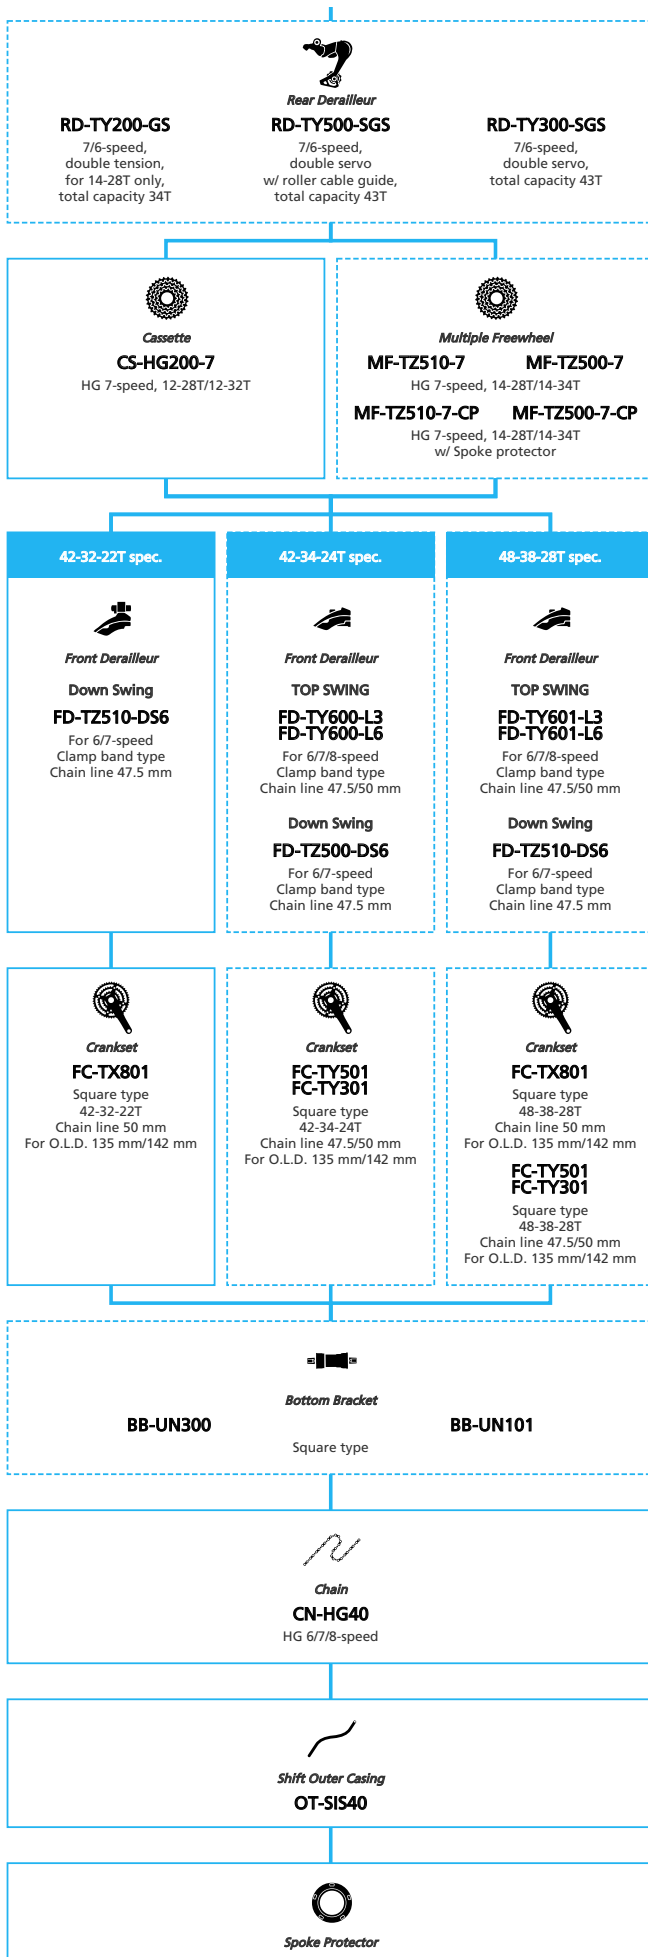 Rear Derailleur
RD-TY200-GS
7/6-speed,
double tension,
for 14-28T only,
total capacity 34T
RD-TY500-SGS
7/6-speed,
double servo
w/ roller cable guide,
total capacity 43T
RD-TY300-SGS
7/6-speed,
double servo,
total capacity 43T
Cassette
CS-HG200-7
HG 7-speed, 12-28T/12-32T
Multiple Freewheel
MF-TZ510-7 MF-TZ500-7
HG 7-speed, 14-28T/14-34T
MF-TZ510-7-CP MF-TZ500-7-CP
HG 7-speed, 14-28T/14-34T
w/ Spoke protector
42-32-22T spec.
Front Derailleur
Down Swing
FD-TZ510-DS6
For 6/7-speed
Clamp band type
Chain line 47.5 mm
42-34-24T spec.
Front Derailleur
TOP SWING
FD-TY600-L3
FD-TY600-L6
For 6/7/8-speed
Clamp band type
Chain line 47.5/50 mm
Down Swing
FD-TZ500-DS6
For 6/7-speed
Clamp band type
Chain line 47.5 mm
48-38-28T spec.
Front Derailleur
TOP SWING
FD-TY601-L3
FD-TY601-L6
For 6/7/8-speed
Clamp band type
Chain line 47.5/50 mm
Down Swing
FD-TZ510-DS6
For 6/7-speed
Clamp band type
Chain line 47.5 mm
Crankset
FC-TX801
Square type
42-32-22T
Chain line 50 mm
For O.L.D. 135 mm/142 mm
Crankset
FC-TY501
FC-TY301
Square type
42-34-24T
Chain line 47.5/50 mm
For O.L.D. 135 mm/142 mm
Crankset
FC-TX801
Square type
48-38-28T
Chain line 50 mm
For O.L.D. 135 mm/142 mm
FC-TY501
FC-TY301
Square type
48-38-28T
Chain line 47.5/50 mm
For O.L.D. 135 mm/142 mm
Bottom Bracket
BB-UN300 BB-UN101
Square type
Chain
CN-HG40
HG 6/7/8-speed
Shift Outer Casing
OT-SIS40
Spoke Protector